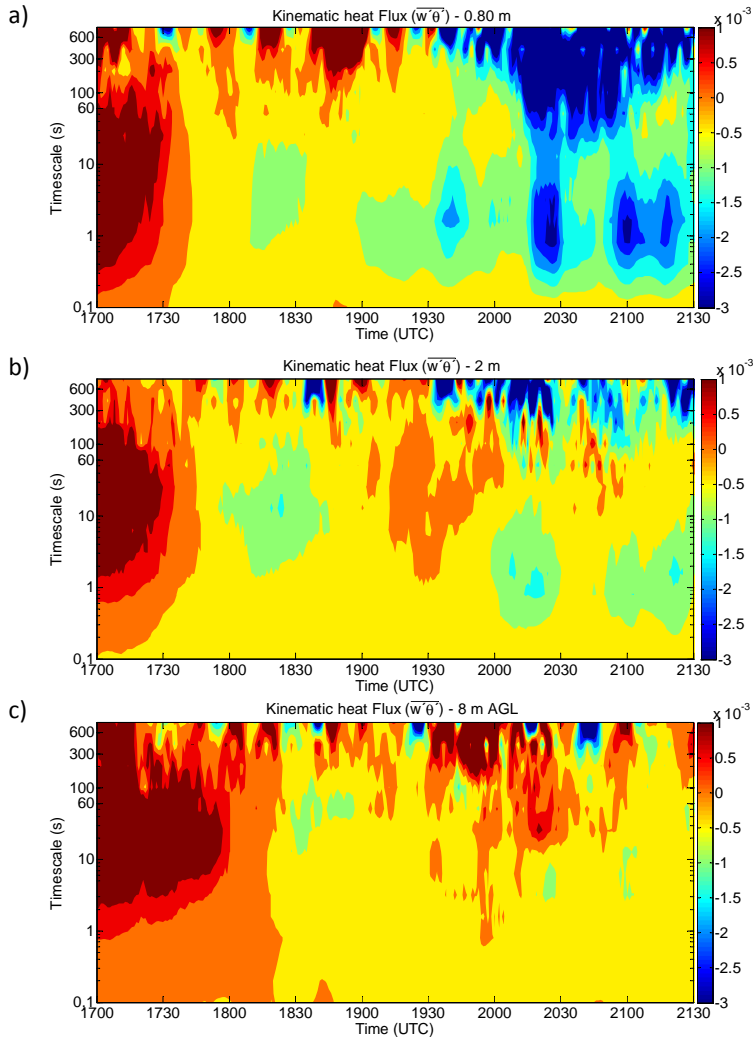 a)
Kinematic heat Flux (w´θ´) - 0.80 m
x 10⁻³
Timescale (s)
600
300
100
60
10
1
0,1
1700 1730 1800 1830 1900 1930 2000 2030 2100 2130
Time (UTC)
1
0.5
0
-0.5
-1
-1.5
-2
-2.5
-3
b)
Kinematic heat Flux (w´θ´) - 2 m
x 10⁻³
Timescale (s)
600
300
100
60
10
1
0,1
1700 1730 1800 1830 1900 1930 2000 2030 2100 2130
Time (UTC)
1
0.5
0
-0.5
-1
-1.5
-2
-2.5
-3
c)
Kinematic heat Flux (w´θ´) - 8 m AGL
x 10⁻³
Timescale (s)
600
300
100
60
10
1
0,1
1700 1730 1800 1830 1900 1930 2000 2030 2100 2130
Time (UTC)
1
0.5
0
-0.5
-1
-1.5
-2
-2.5
-3